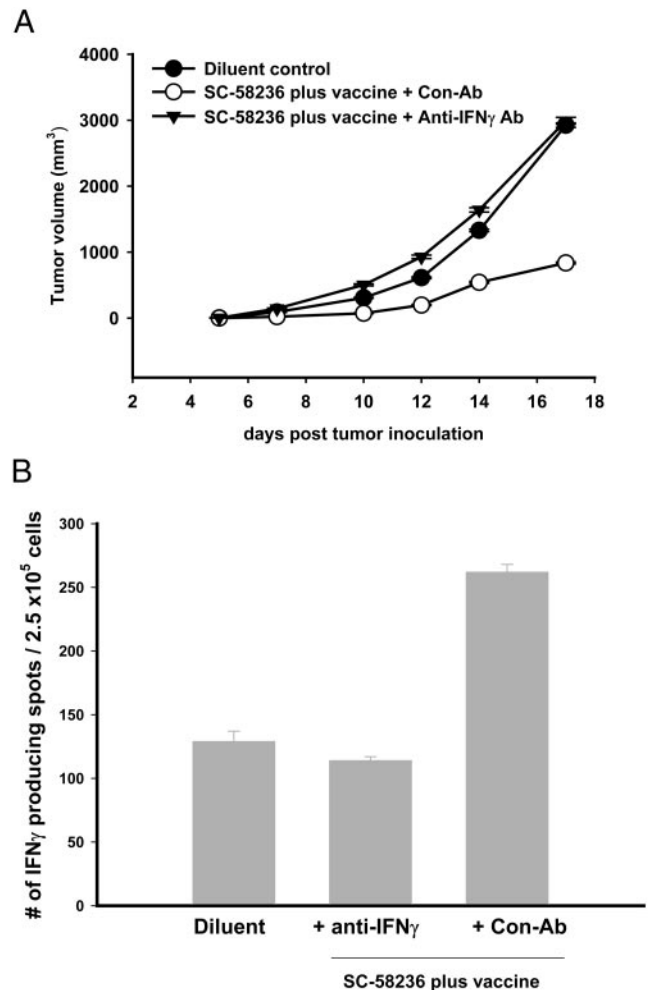 A
Diluent control
SC-58236 plus vaccine + Con-Ab
SC-58236 plus vaccine + Anti-IFNγ Ab
Tumor volume (mm³)
4000
3000
2000
1000
0
2 4 6 8 10 12 14 16 18
days post tumor inoculation
B
# of IFNγ producing spots / 2.5 x10⁵ cells
300
250
200
150
100
50
0
Diluent + anti-IFNγ + Con-Ab
SC-58236 plus vaccine